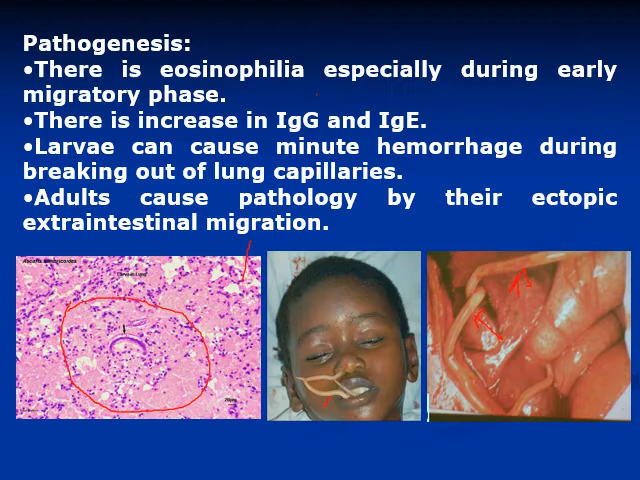 Pathogenesis:
•There is eosinophilia especially during early
migratory phase.
•There is increase in IgG and IgE.
•Larvae can cause minute hemorrhage during
breaking out of lung capillaries.
•Adults cause pathology by their ectopic
extraintestinal migration.